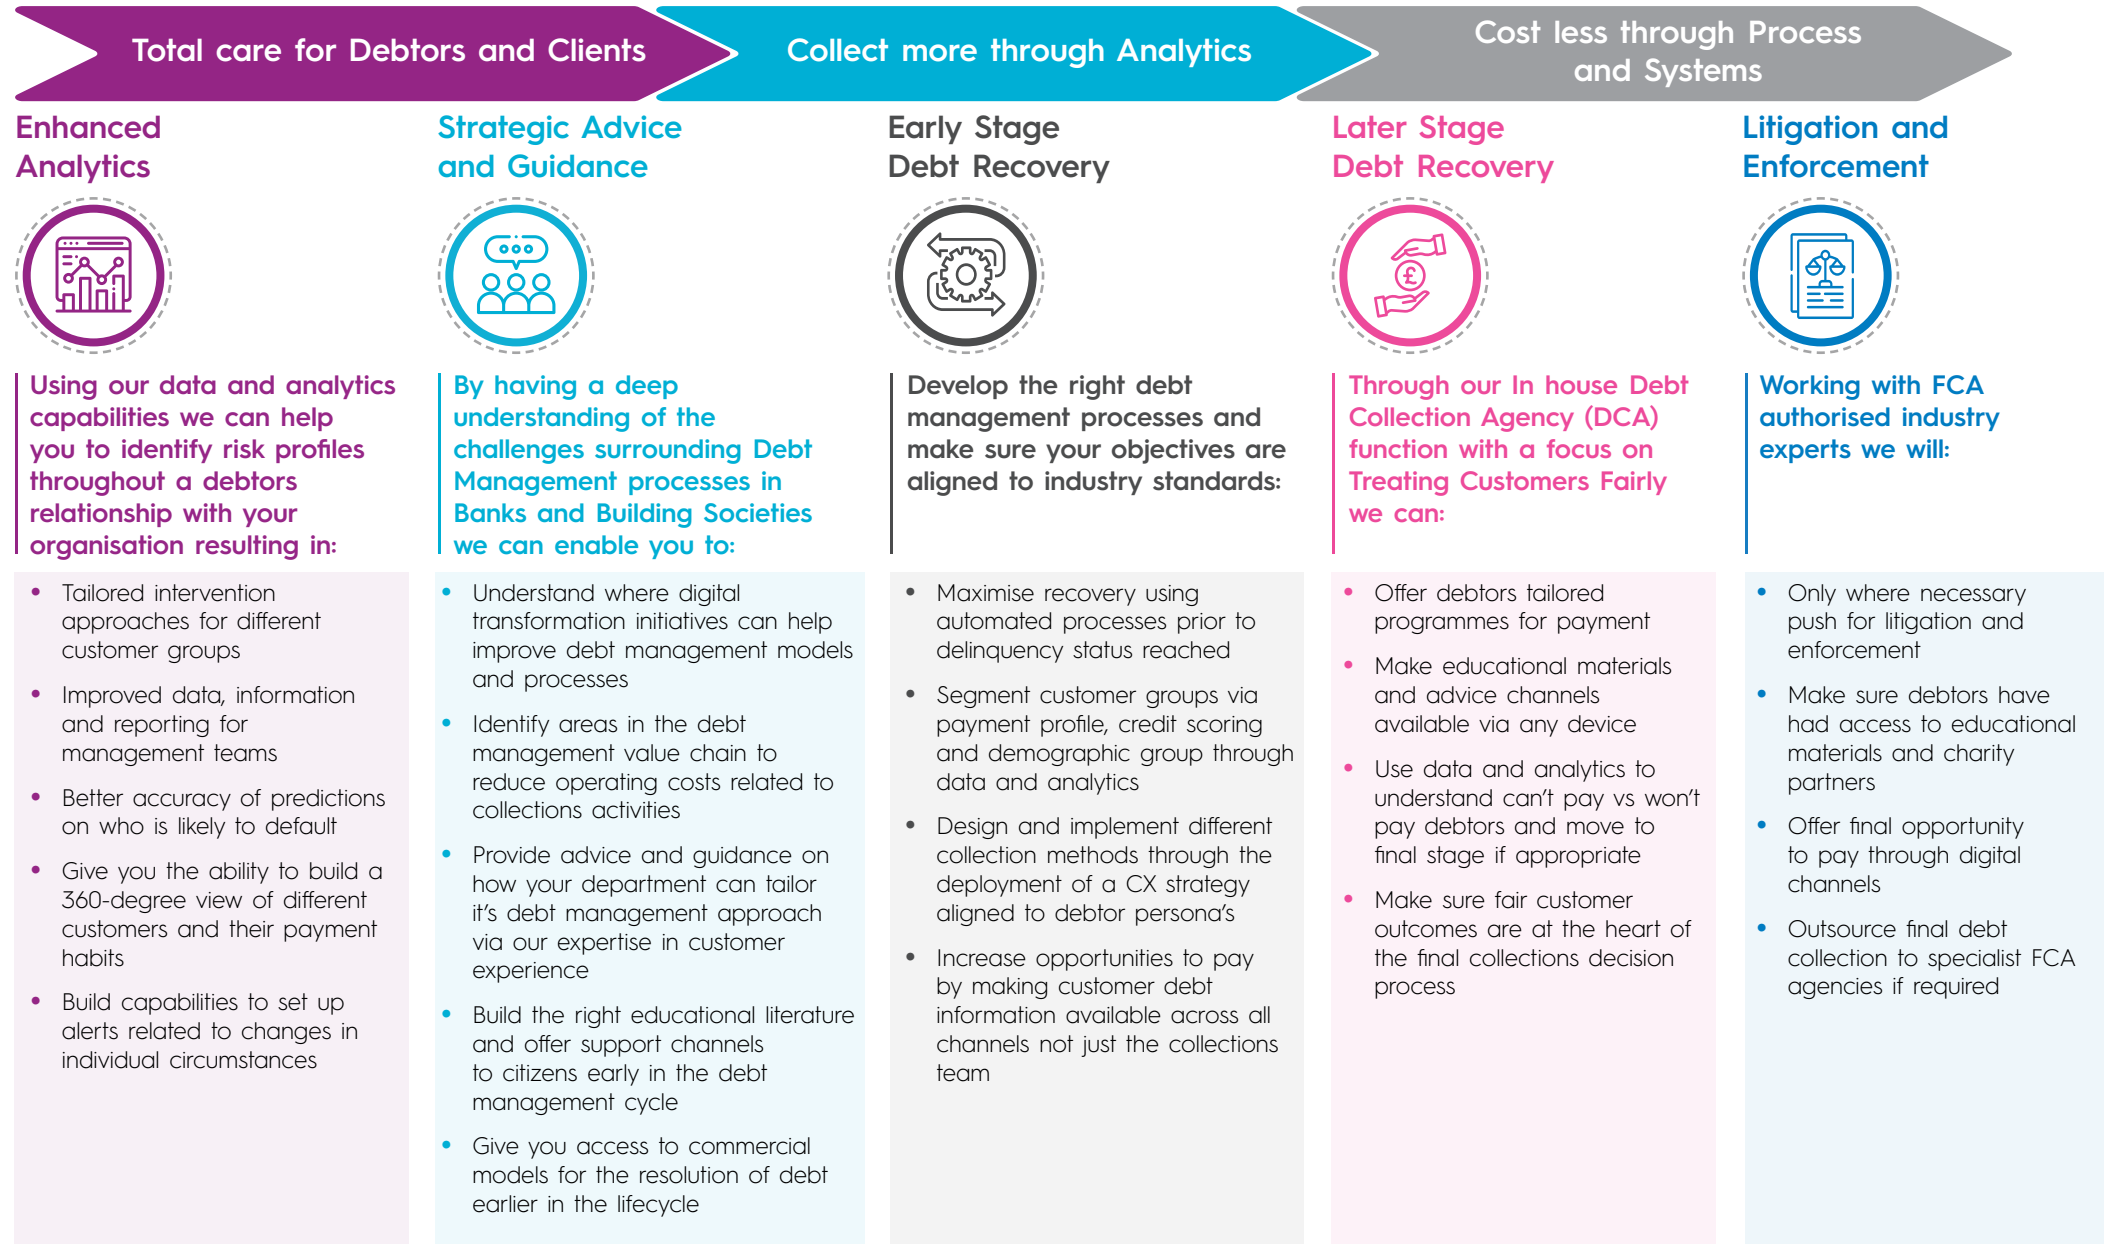 Total care for Debtors and Clients
Collect more through Analytics
Cost less through Process
and Systems
Enhanced
Analytics
Using our data and analytics
capabilities we can help
you to identify risk profiles
throughout a debtors
relationship with your
organisation resulting in:
• Tailored intervention
approaches for different
customer groups
• Improved data, information
and reporting for
management teams
• Better accuracy of predictions
on who is likely to default
• Give you the ability to build a
360-degree view of different
customers and their payment
habits
• Build capabilities to set up
alerts related to changes in
individual circumstances
Strategic Advice
and Guidance
By having a deep
understanding of the
challenges surrounding Debt
Management processes in
Banks and Building Societies
we can enable you to:
• Understand where digital
transformation initiatives can help
improve debt management models
and processes
• Identify areas in the debt
management value chain to
reduce operating costs related to
collections activities
• Provide advice and guidance on
how your department can tailor
it's debt management approach
via our expertise in customer
experience
• Build the right educational literature
and offer support channels
to citizens early in the debt
management cycle
• Give you access to commercial
models for the resolution of debt
earlier in the lifecycle
Early Stage
Debt Recovery
Develop the right debt
management processes and
make sure your objectives are
aligned to industry standards:
• Maximise recovery using
automated processes prior to
delinquency status reached
• Segment customer groups via
payment profile, credit scoring
and demographic group through
data and analytics
• Design and implement different
collection methods through the
deployment of a CX strategy
aligned to debtor persona's
• Increase opportunities to pay
by making customer debt
information available across all
channels not just the collections
team
Later Stage
Debt Recovery
£
Through our In house Debt
Collection Agency (DCA)
function with a focus on
Treating Customers Fairly
we can:
• Offer debtors tailored
programmes for payment
• Make educational materials
and advice channels
available via any device
• Use data and analytics to
understand can't pay vs won't
pay debtors and move to
final stage if appropriate
• Make sure fair customer
outcomes are at the heart of
the final collections decision
process
Litigation and
Enforcement
Working with FCA
authorised industry
experts we will:
• Only where necessary
push for litigation and
enforcement
• Make sure debtors have
had access to educational
materials and charity
partners
• Offer final opportunity
to pay through digital
channels
• Outsource final debt
collection to specialist FCA
agencies if required